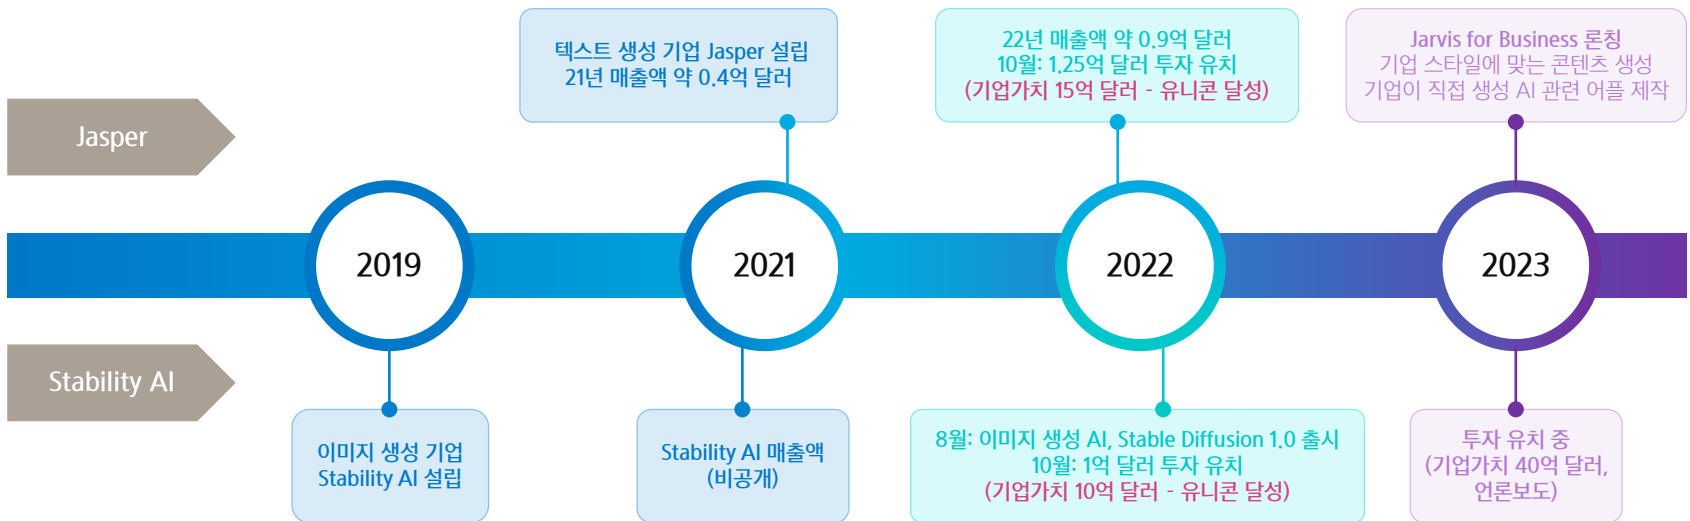 텍스트 생성 기업 Jasper 설립
21년 매출액 약 0.4억 달러
22년 매출액 약 0.9억 달러
10월: 1.25억 달러 투자 유치
(기업가치 15억 달러 - 유니콘 달성)
Jarvis for Business 론칭
기업 스타일에 맞는 콘텐츠 생성
기업이 직접 생성 AI 관련 어플 제작
Jasper
2019
2021
2022
2023
Stability AI
이미지 생성 기업
Stability AI 설립
Stability AI 매출액
(비공개)
8월: 이미지 생성 AI, Stable Diffusion 1.0 출시
10월: 1억 달러 투자 유치
(기업가치 10억 달러 - 유니콘 달성)
투자 유치 중
(기업가치 40억 달러,
언론보도)